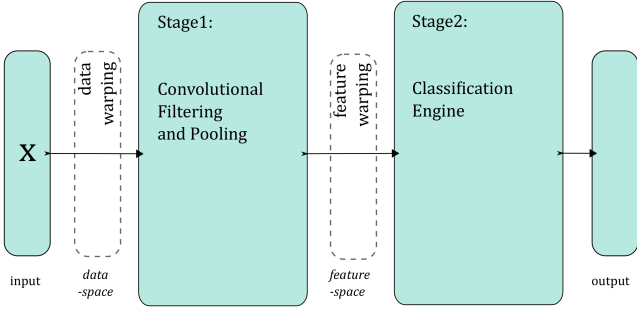 Stage1:
Convolutional
Filtering
and Pooling
Stage2:
Classification
Engine
data
warping
feature
warping
x
input
data
-space
feature
-space
output